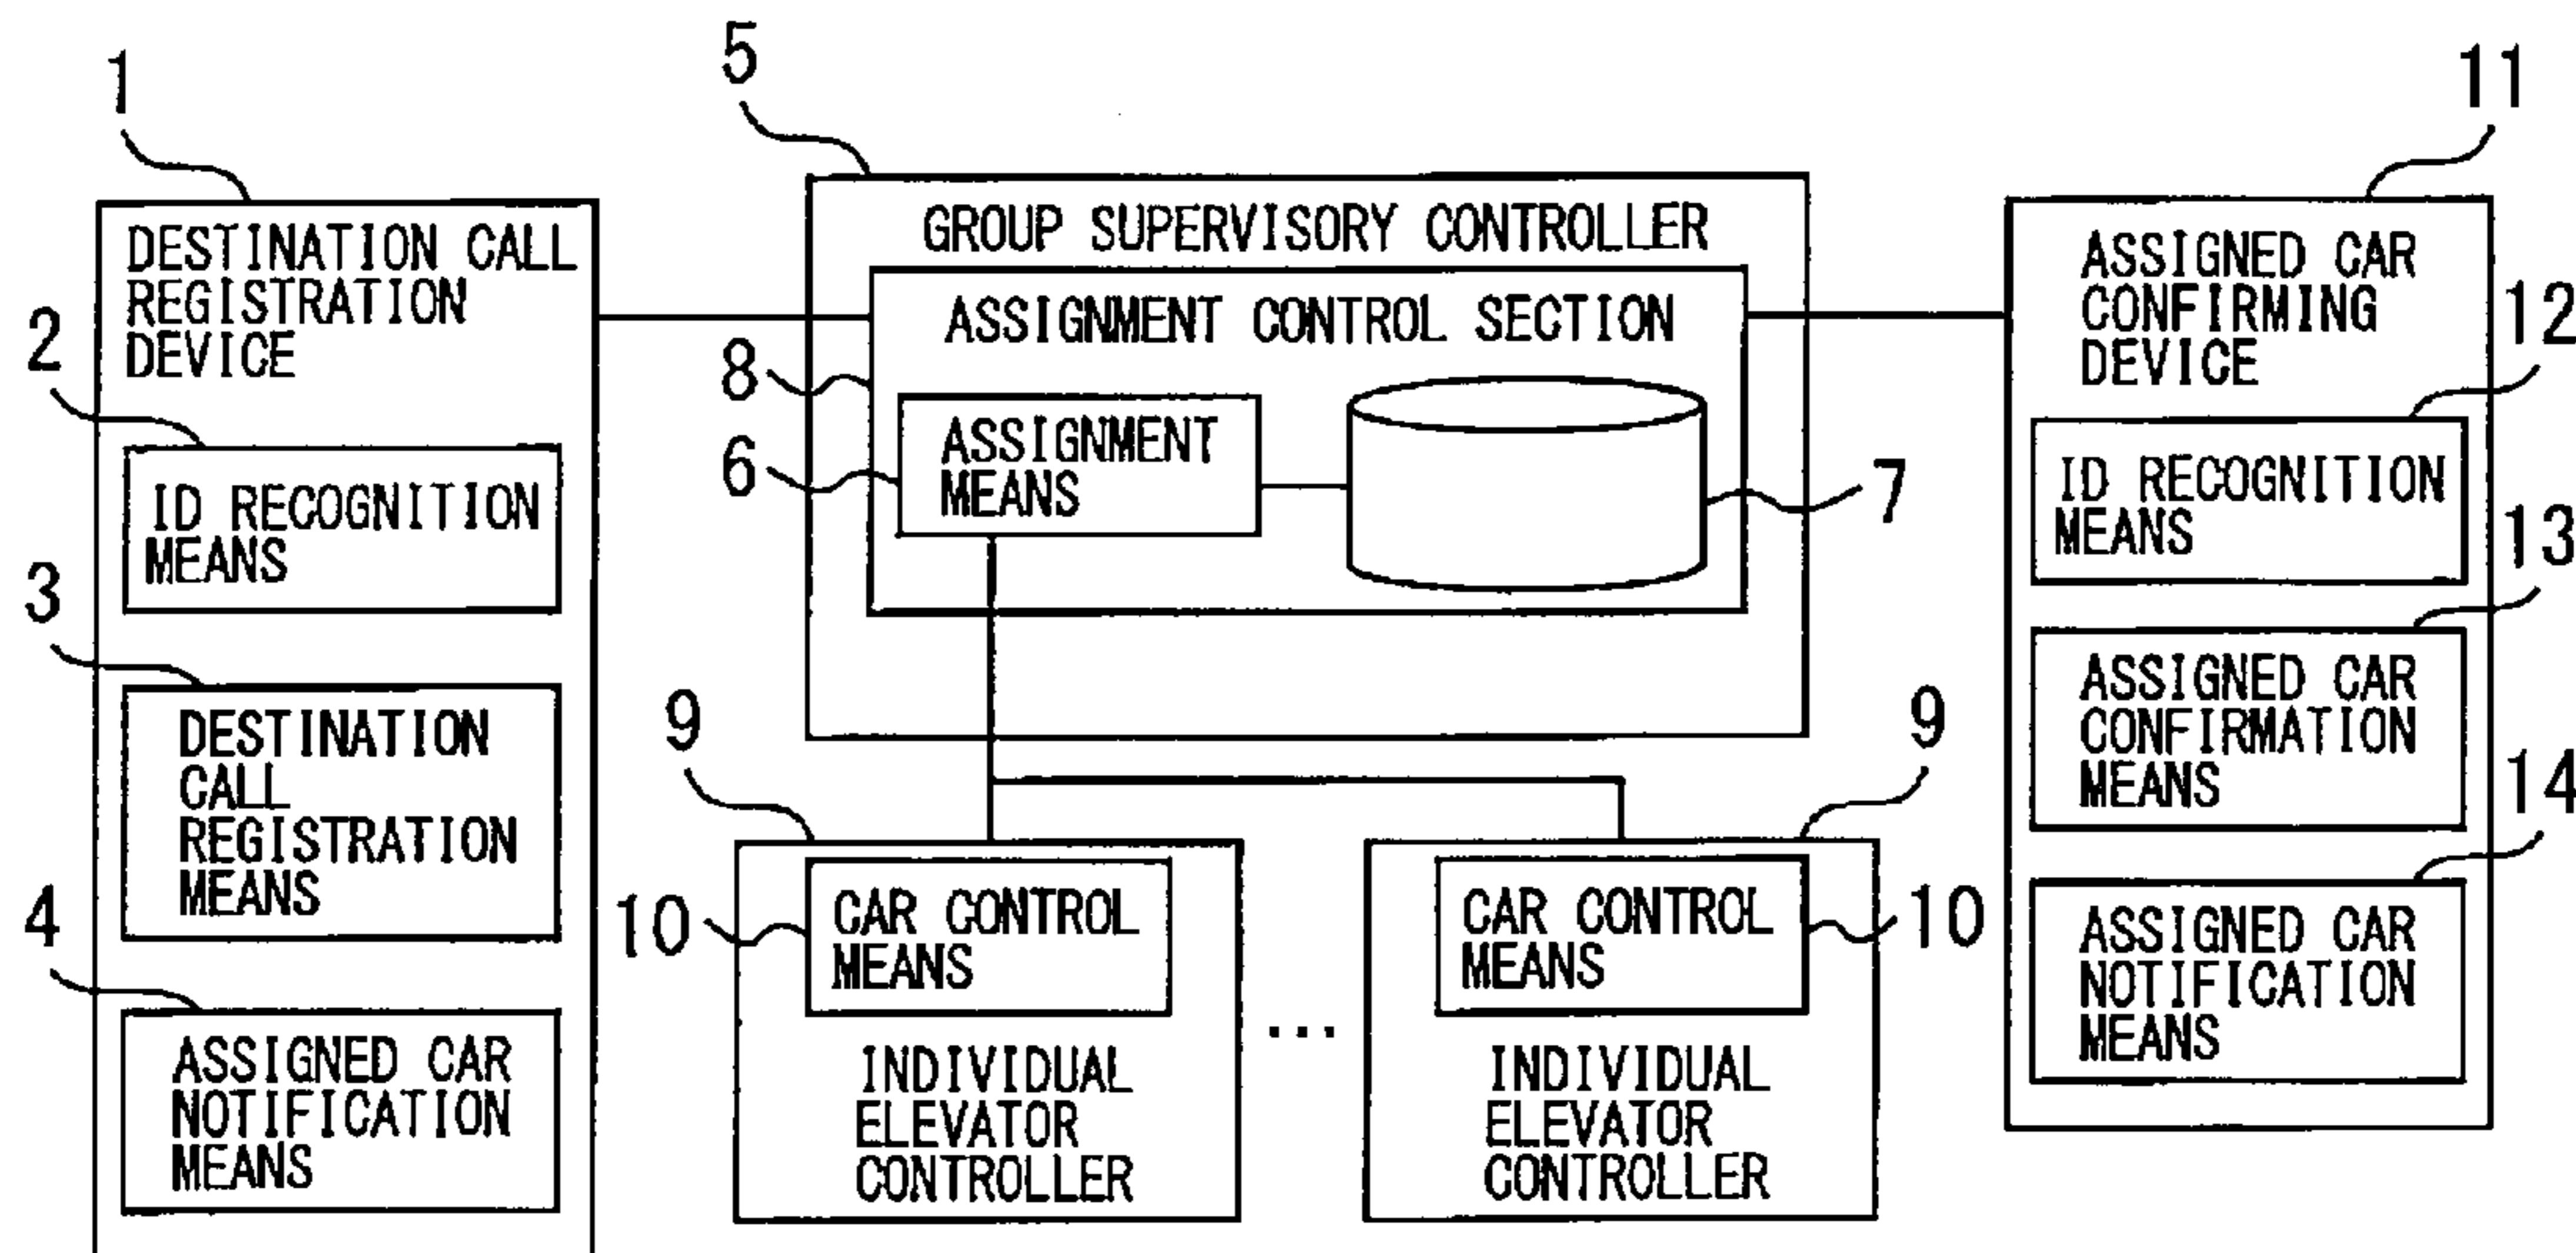 1
DESTINATION CALL
REGISTRATION
DEVICE
2
ID RECOGNITION
MEANS
3
DESTINATION
CALL
REGISTRATION
MEANS
4
ASSIGNED CAR
NOTIFICATION
MEANS
5
GROUP SUPERVISORY CONTROLLER
ASSIGNMENT CONTROL SECTION
8
6
ASSIGNMENT
MEANS
7
9
10
CAR CONTROL
MEANS
INDIVIDUAL
ELEVATOR
CONTROLLER
...
9
CAR CONTROL
MEANS
10
INDIVIDUAL
ELEVATOR
CONTROLLER
11
ASSIGNED CAR
CONFIRMING
DEVICE
12
ID RECOGNITION
MEANS
13
ASSIGNED CAR
CONFIRMATION
MEANS
14
ASSIGNED CAR
NOTIFICATION
MEANS